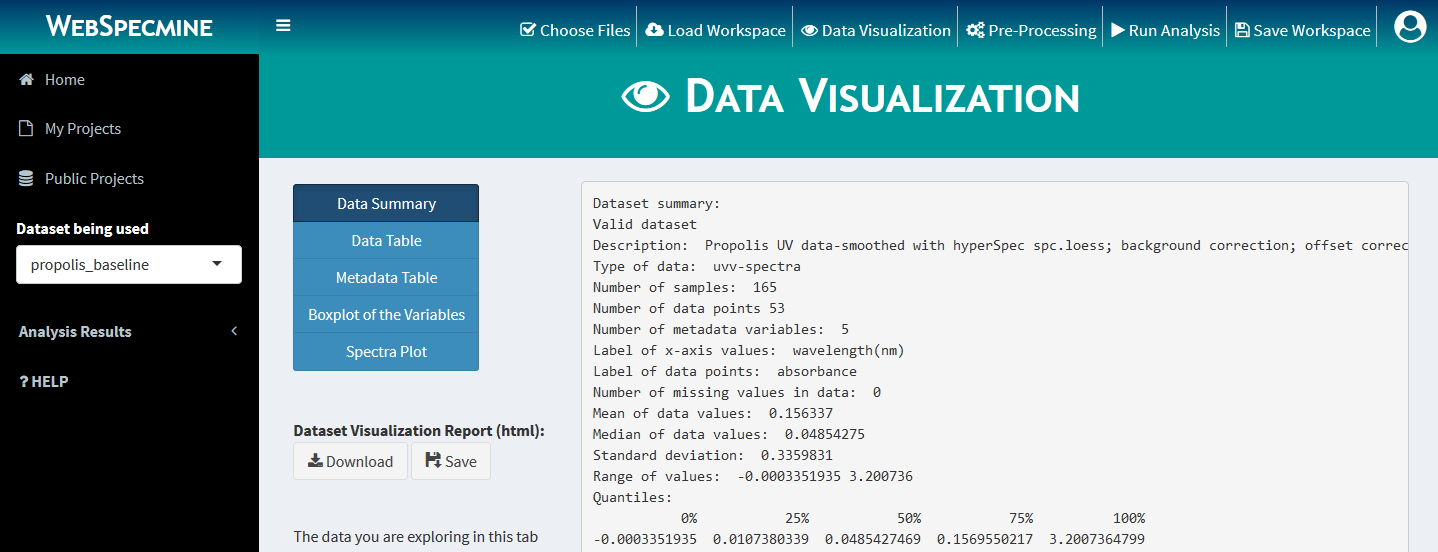 WebSpecmine
Choose Files Load Workspace Data Visualization Pre-Processing Run Analysis Save Workspace
Data Visualization
Home
My Projects
Public Projects
Dataset being used
propolis_baseline
Analysis Results
? HELP
Data Summary
Data Table
Metadata Table
Boxplot of the Variables
Spectra Plot
Dataset Visualization Report (html):
Download Save
The data you are exploring in this tab
Dataset summary:
Valid dataset
Description:  Propolis UV data-smoothed with hyperSpec spc.loess; background correction; offset correc
Type of data:  uvv-spectra
Number of samples:  165
Number of data points 53
Number of metadata variables:  5
Label of x-axis values:  wavelength(nm)
Label of data points:  absorbance
Number of missing values in data:  0
Mean of data values:  0.156337
Median of data values:  0.04854275
Standard deviation:  0.3359831
Range of values:  -0.0003351935 3.200736
Quantiles:
0% 25% 50% 75% 100%
-0.0003351935 0.0107380339 0.0485427469 0.1569550217 3.2007364799